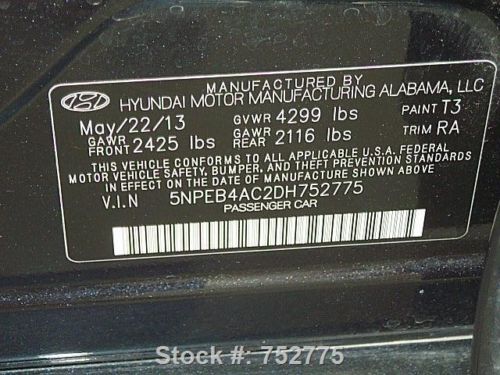 MANUFACTURED BY
HYUNDAI MOTOR MANUFACTURING ALABAMA, LLC
May/22/13 GVWR 4299 lbs PAINT T3
GAWR FRONT 2425 lbs GAWR REAR 2116 lbs TRIM RA
THIS VEHICLE CONFORMS TO ALL APPLICABLE U.S.A. FEDERAL
MOTOR VEHICLE SAFETY, BUMPER, AND THEFT PREVENTION STANDARDS
IN EFFECT ON THE DATE OF MANUFACTURE SHOWN ABOVE
V.I.N 5NPEB4AC2DH752775
PASSENGER CAR
Stock #: 752775